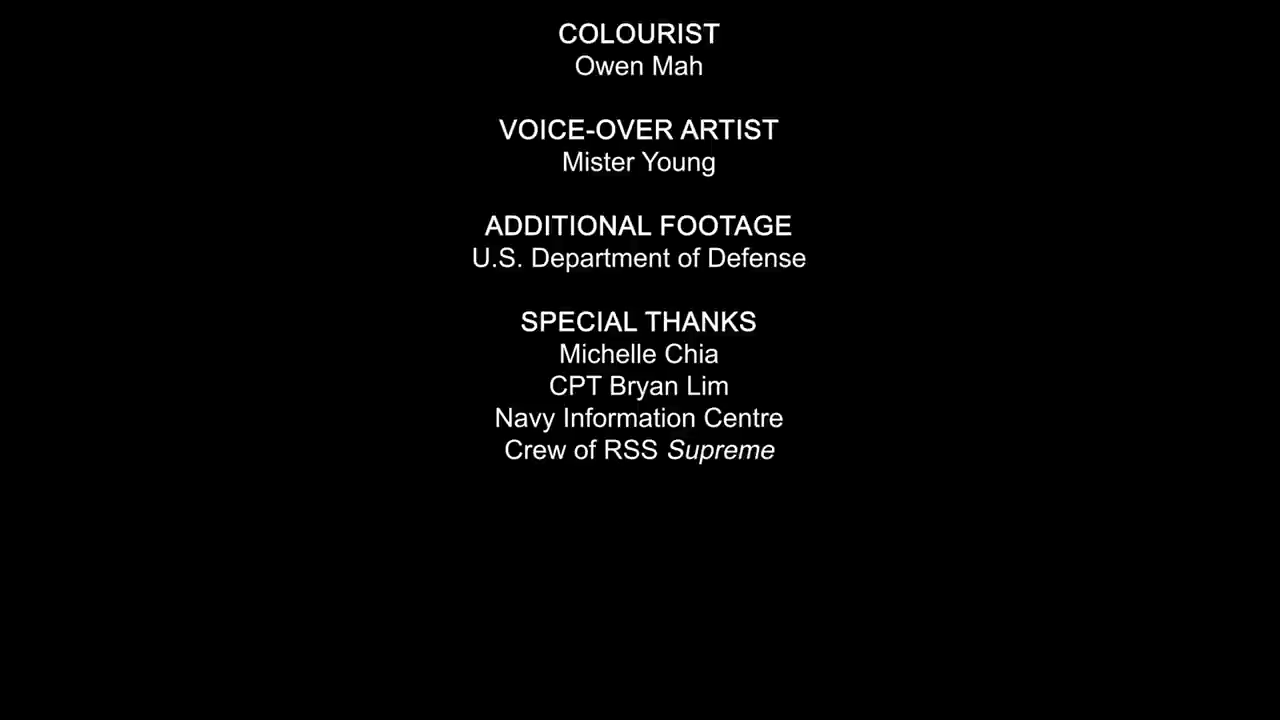 COLOURIST
Owen Mah
VOICE-OVER ARTIST
Mister Young
ADDITIONAL FOOTAGE
U.S. Department of Defense
SPECIAL THANKS
Michelle Chia
CPT Bryan Lim
Navy Information Centre
Crew of RSS Supreme